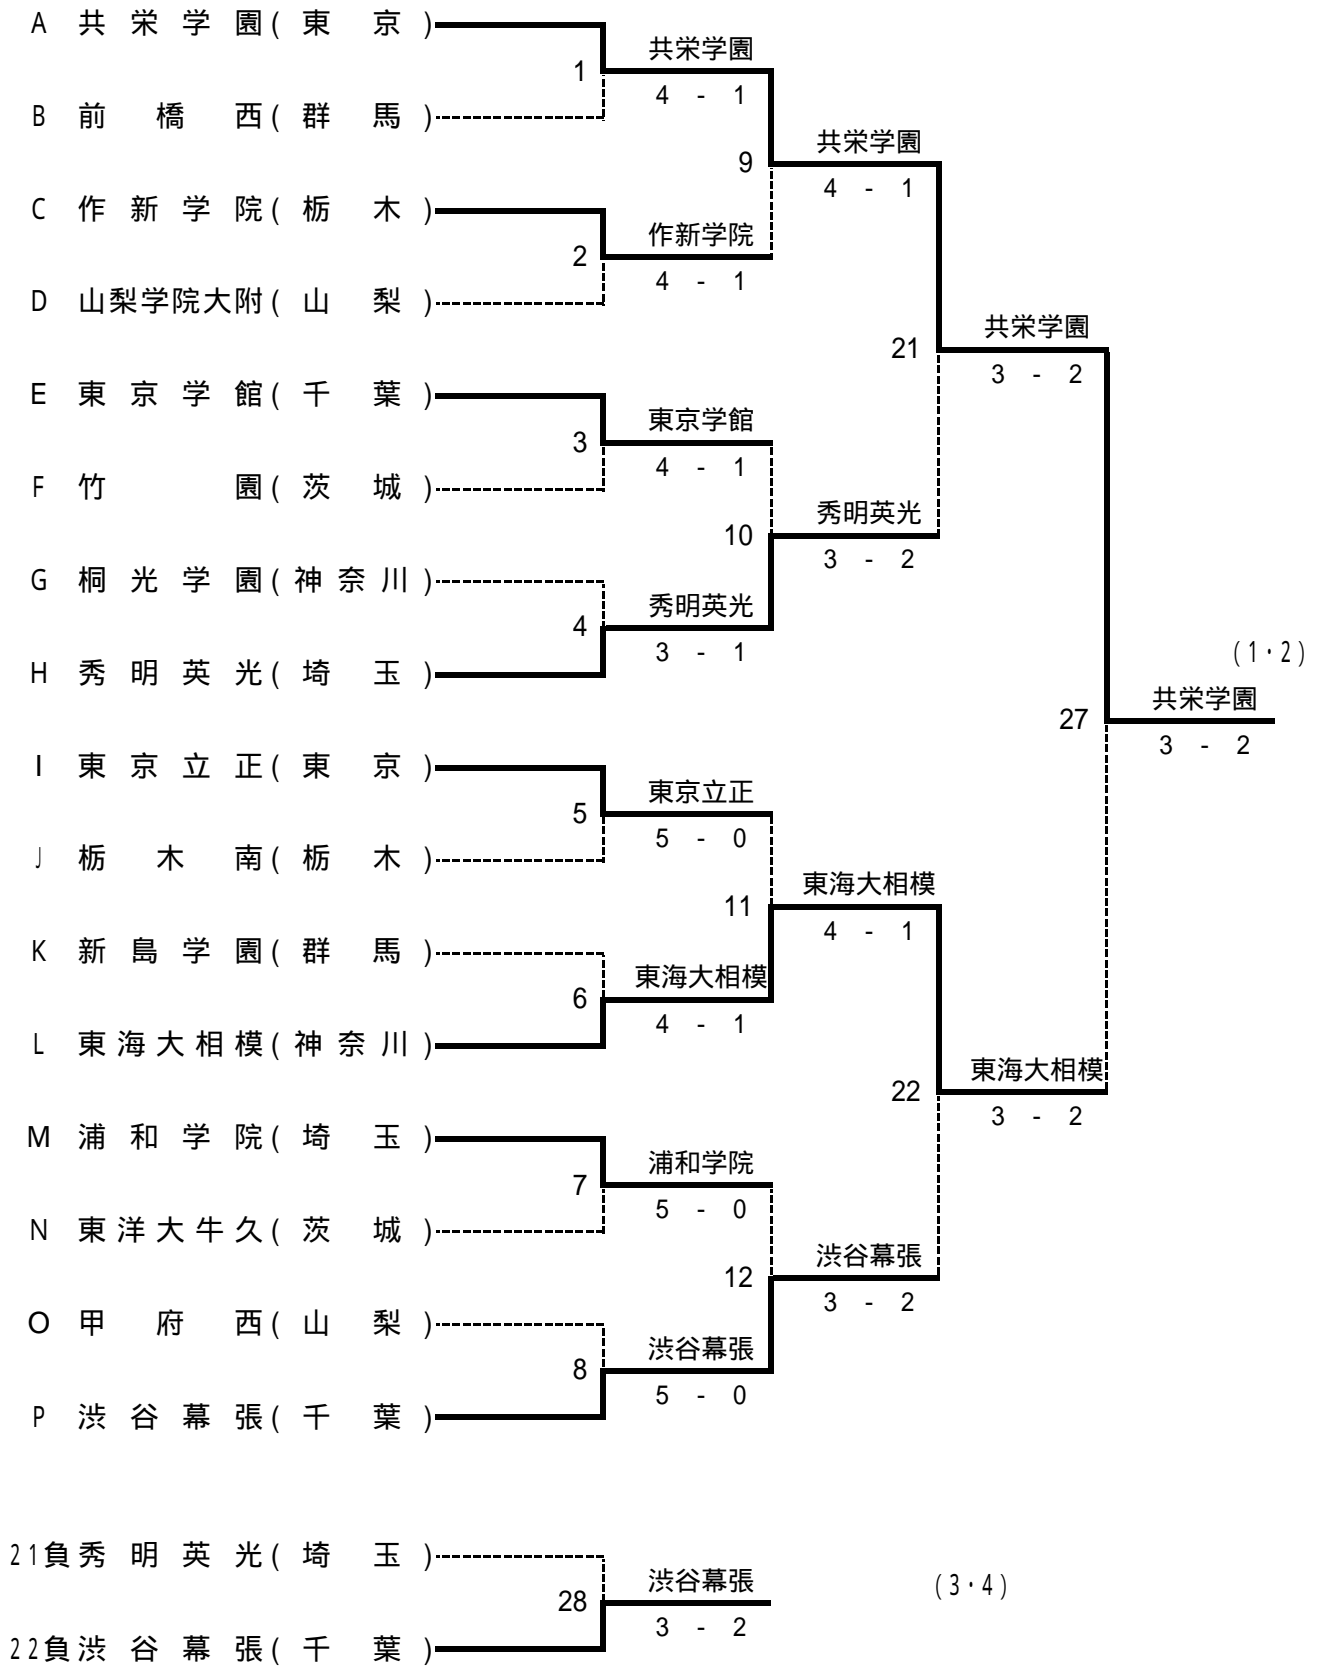 A 共栄学園(東京)
共栄学園
1
4 - 1
B 前橋西(群馬)
共栄学園
9
4 - 1
C 作新学院(栃木)
作新学院
2
4 - 1
D 山梨学院大附(山梨)
共栄学園
21
3 - 2
E 東京学館(千葉)
東京学館
3
4 - 1
F 竹園(茨城)
秀明英光
10
3 - 2
G 桐光学園(神奈川)
秀明英光
4
3 - 1
(1・2)
H 秀明英光(埼玉)
共栄学園
27
3 - 2
I 東京立正(東京)
東京立正
5
5 - 0
J 栃木南(栃木)
東海大相模
11
4 - 1
K 新島学園(群馬)
東海大相模
6
4 - 1
L 東海大相模(神奈川)
東海大相模
22
3 - 2
M 浦和学院(埼玉)
浦和学院
7
5 - 0
N 東洋大牛久(茨城)
渋谷幕張
12
3 - 2
O 甲府西(山梨)
渋谷幕張
8
5 - 0
P 渋谷幕張(千葉)
21負秀明英光(埼玉)
渋谷幕張
(3・4)
28
3 - 2
22負渋谷幕張(千葉)